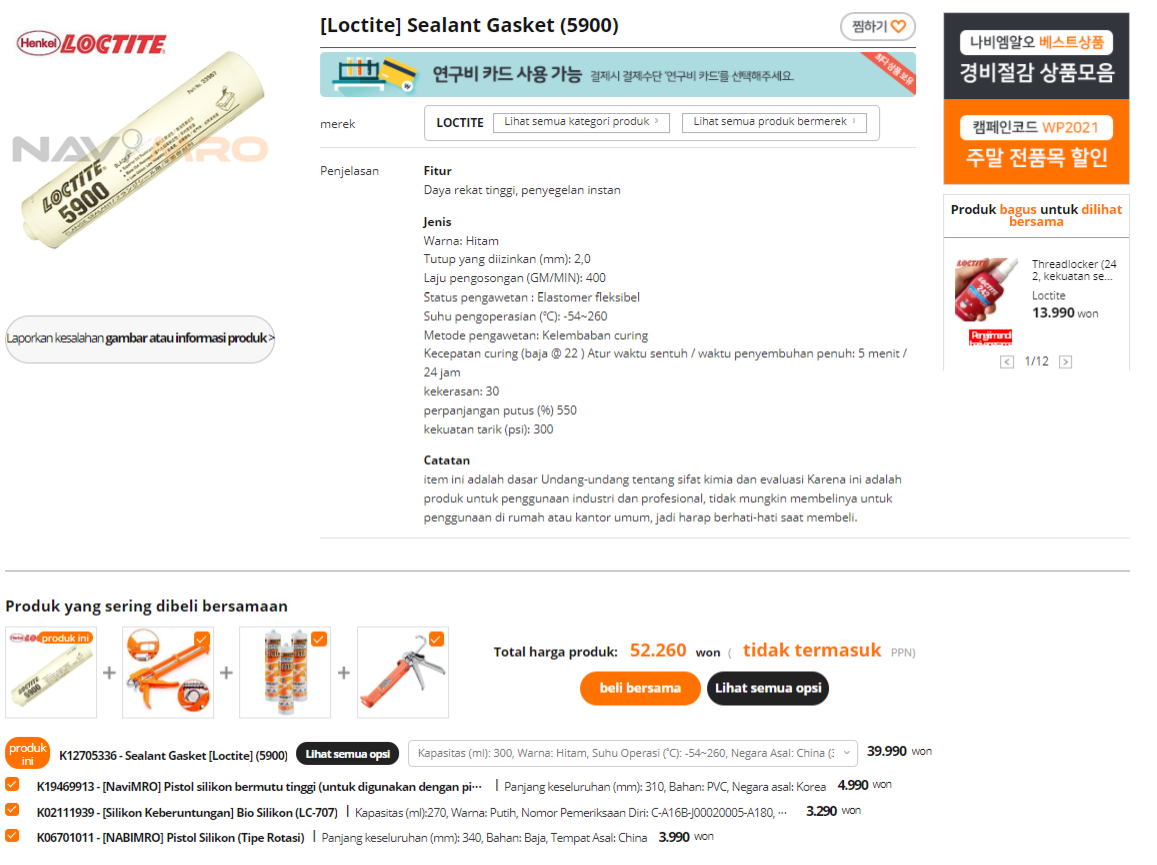 Henkel LOCTITE
NAVIMRO
LOCTITE
5900
[Loctite] Sealant Gasket (5900)
찜하기
연구비 카드 사용 가능 결제시 결제수단 '연구비 카드'를 선택해주세요.
최다 상품 보유
merek
LOCTITE
Lihat semua kategori produk >
Lihat semua produk bermerek
Penjelasan
Fitur
Daya rekat tinggi, penyegelan instan
Jenis
Warna: Hitam
Tutup yang diizinkan (mm): 2,0
Laju pengosongan (GM/MIN): 400
Status pengawetan : Elastomer fleksibel
Suhu pengoperasian (℃): -54~260
Metode pengawetan: Kelembaban curing
Kecepatan curing (baja @ 22 ) Atur waktu sentuh / waktu penyembuhan penuh: 5 menit /
24 jam
kekerasan: 30
perpanjangan putus (%) 550
kekuatan tarik (psi): 300
Catatan
item ini adalah dasar Undang-undang tentang sifat kimia dan evaluasi Karena ini adalah
produk untuk penggunaan industri dan profesional, tidak mungkin membelinya untuk
penggunaan di rumah atau kantor umum, jadi harap berhati-hati saat membeli.
Laporkan kesalahan gambar atau informasi produk >
나비엠알오 베스트상품
경비절감 상품모음
캠페인코드 WP2021
주말 전품목 할인
Produk bagus untuk dilihat
bersama
LOCTITE
242
Threadlocker (24
2, kekuatan se...
Loctite
13.990 won
< 1/12 >
Produk yang sering dibeli bersamaan
produk ini
+ + +
Total harga produk: 52.260 won ( tidak termasuk PPN)
beli bersama
Lihat semua opsi
produk
ini
K12705336 - Sealant Gasket [Loctite] (5900)
Lihat semua opsi
Kapasitas (ml): 300, Warna: Hitam, Suhu Operasi (℃): -54~260, Negara Asal: China (3
39.990 won
K19469913 - [NaviMRO] Pistol silikon bermutu tinggi (untuk digunakan dengan pi··· | Panjang keseluruhan (mm): 310, Bahan: PVC, Negara asal: Korea 4.990 won
K02111939 - [Silikon Keberuntungan] Bio Silikon (LC-707) | Kapasitas (ml):270, Warna: Putih, Nomor Pemeriksaan Diri: C-A16B-J00020005-A180, ··· 3.290 won
K06701011 - [NABIMRO] Pistol Silikon (Tipe Rotasi) | Panjang keseluruhan (mm): 340, Bahan: Baja, Tempat Asal: China 3.990 won